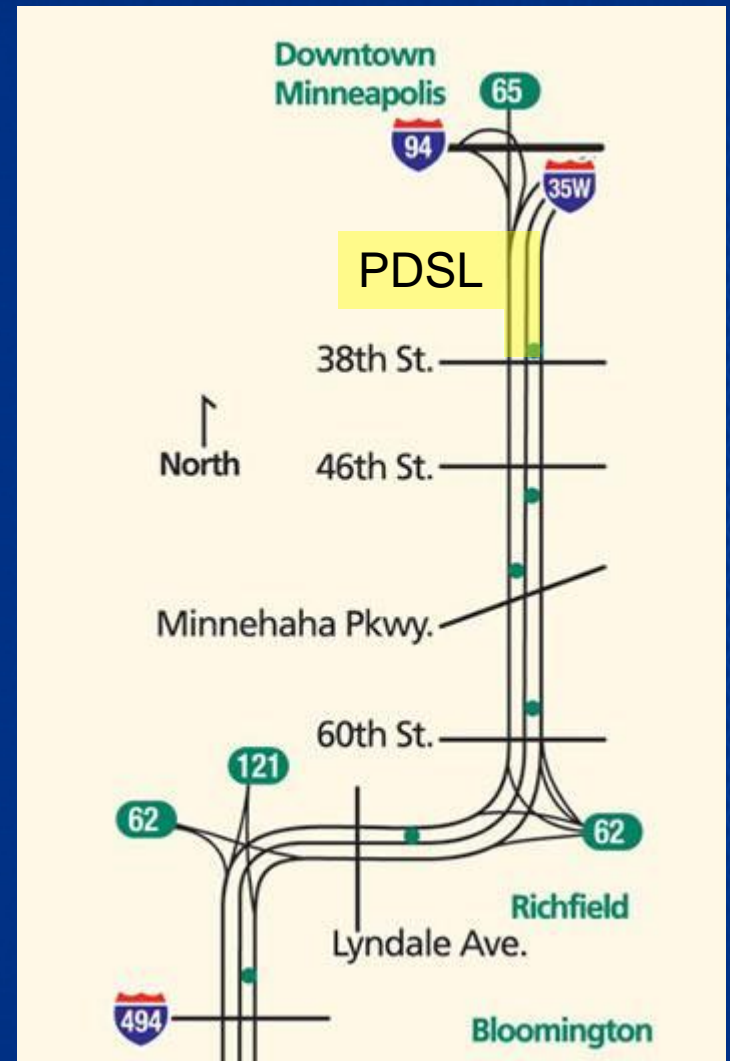 Downtown
Minneapolis
65
94
35W
PDSL
38th St.
North
46th St.
Minnehaha Pkwy.
60th St.
121
62
62
Richfield
Lyndale Ave.
494
Bloomington